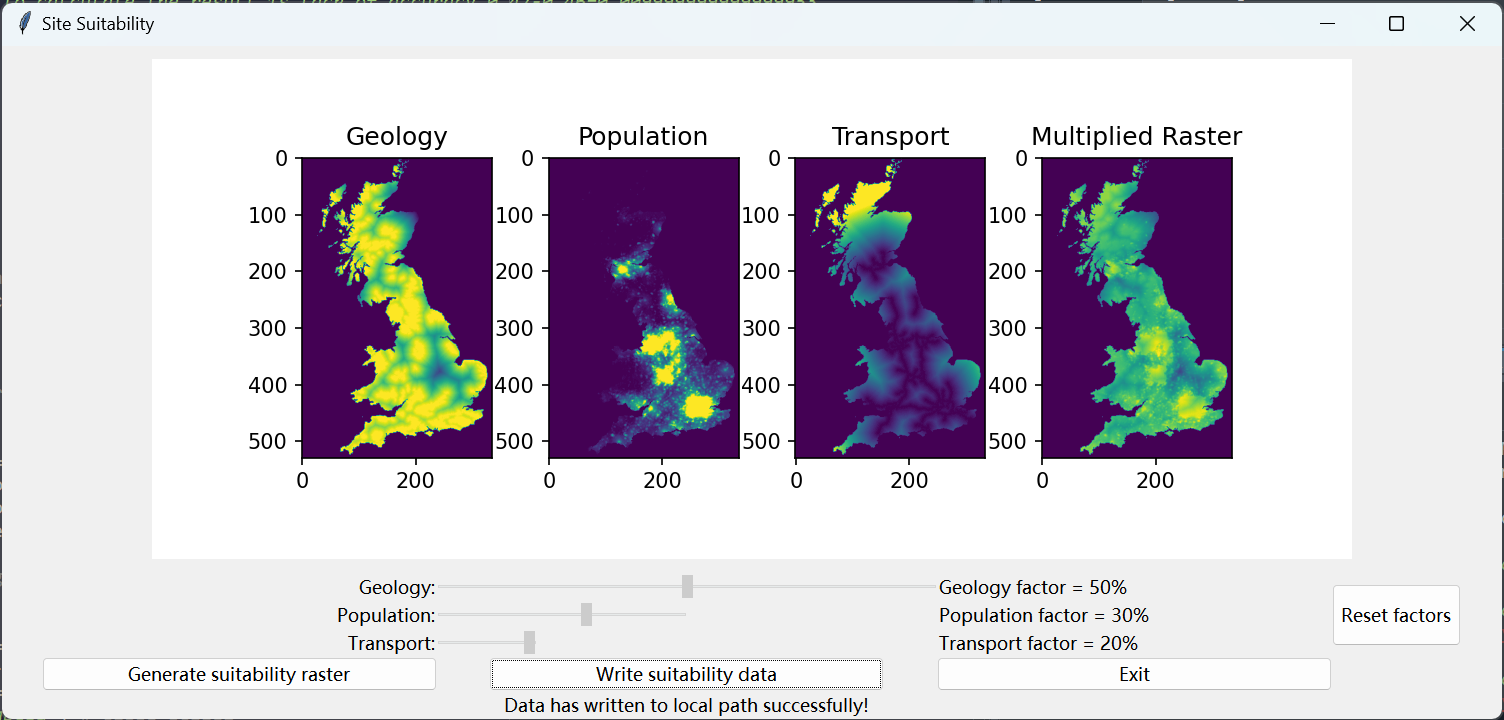 Site Suitability
Geology Population Transport Multiplied Raster
0 0 0 0
100 100 100 100
200 200 200 200
300 300 300 300
400 400 400 400
500 500 500 500
0 200 0 200 0 200 0 200
Geology: Geology factor = 50%
Population: Population factor = 30%
Transport: Transport factor = 20%
Reset factors
Generate suitability raster Write suitability data Exit
Data has written to local path successfully!